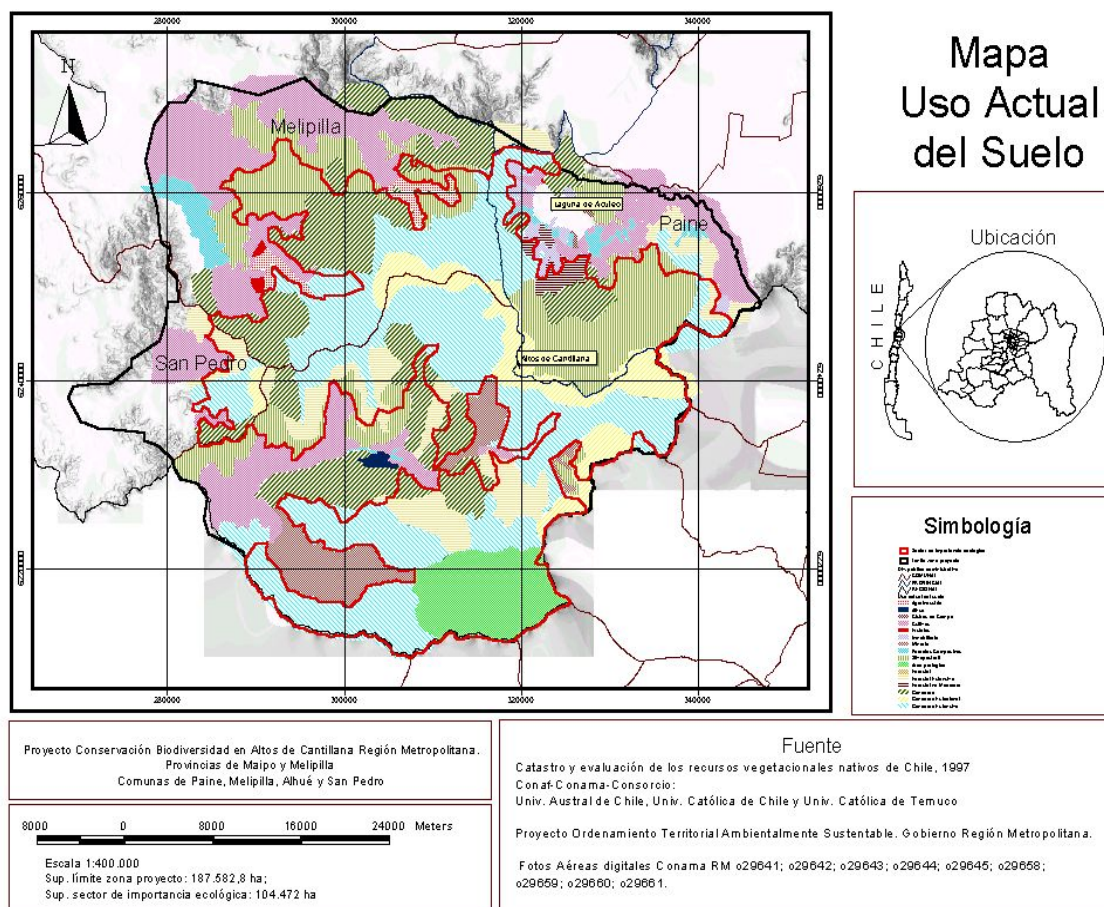 Mapa
Uso Actual
del Suelo
280000 300000 320000 340000
N
Melipilla
Laguna de Aculeo
Paine
San Pedro
Altos de Cantillana
280000 300000 320000 340000
Ubicación
CHILE
Simbología
COMUNAL
PROVINCIAL
REGIONAL
Proyecto Conservación Biodiversidad en Altos de Cantillana Región Metropolitana.
Provincias de Maipo y Melipilla
Comunas de Paine, Melipilla, Alhué y San Pedro
8000 0 8000 16000 24000 Meters
Escala 1:400.000
Sup. límite zona proyecto: 187.582,8 ha;
Sup. sector de importancia ecológica: 104.472 ha
Fuente
Catastro y evaluación de los recursos vegetacionales nativos de Chile, 1997
Conaf-Conama-Consorcio:
Univ. Austral de Chile, Univ. Católica de Chile y Univ. Católica de Temuco
Proyecto Ordenamiento Territorial Ambientalmente Sustentable. Gobierno Región Metropolitana.
Fotos Aéreas digitales Conama RM o29641; o29642; o29643; o29644; o29645; o29658;
o29659; o29660; o29661.